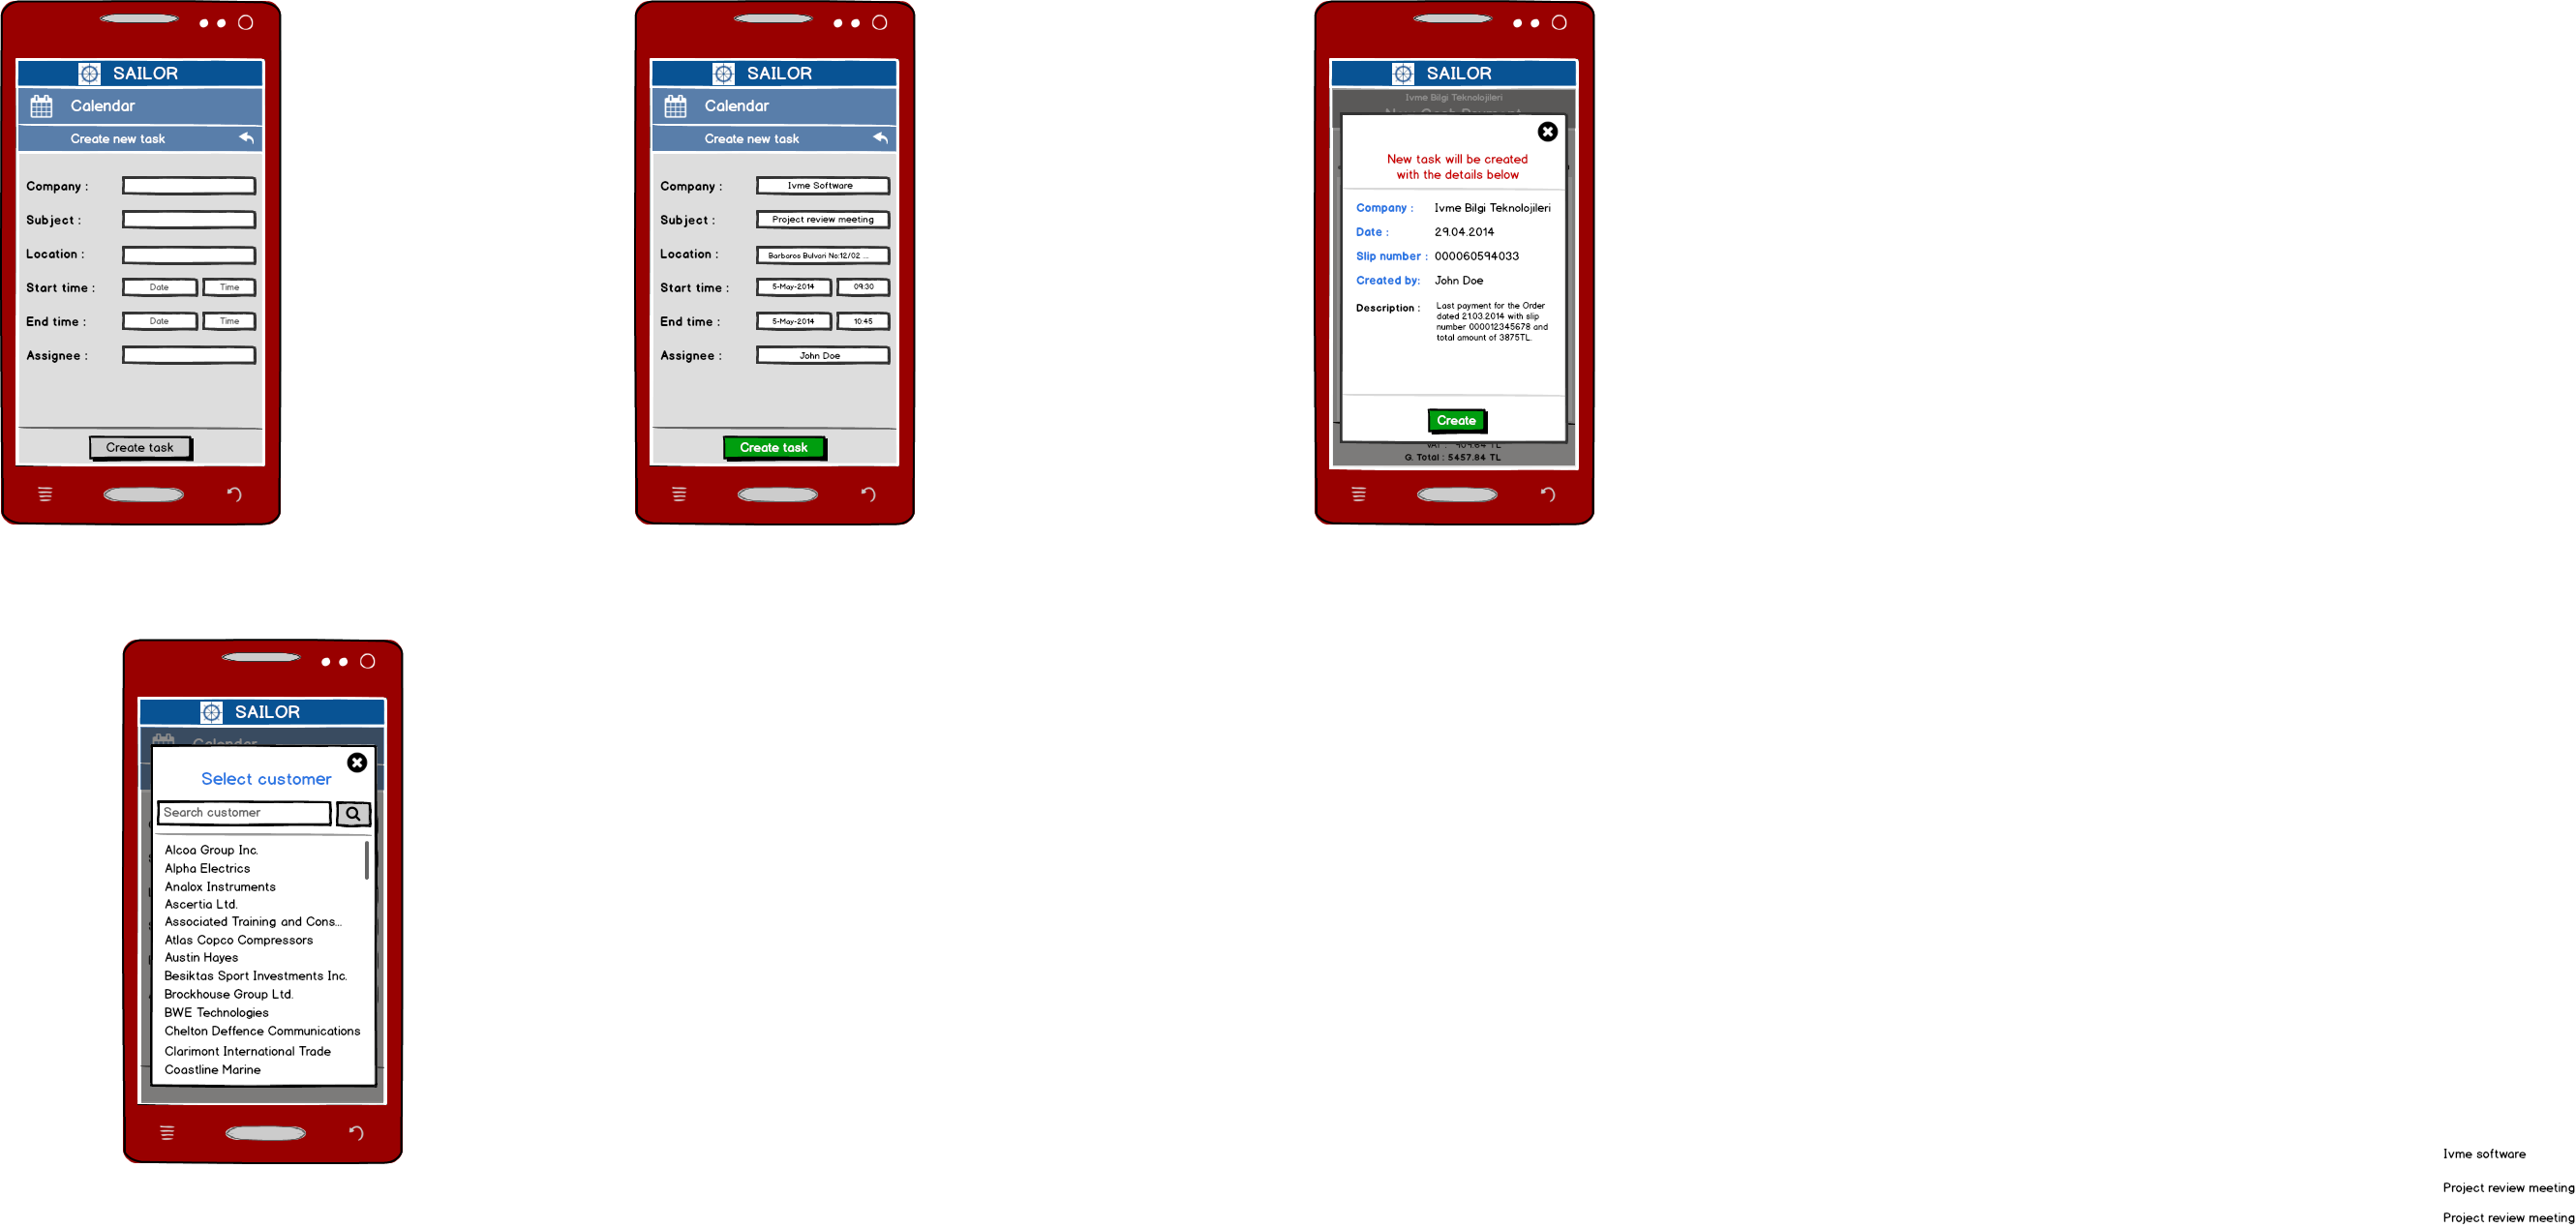 SAILOR
Calendar
Create new task
Company :
Subject :
Location :
Start time : Date Time
End time : Date Time
Assignee :
Create task
SAILOR
Calendar
Create new task
Company : Ivme Software
Subject : Project review meeting
Location : Barbaros Bulvari No:12/02 ...
Start time : 5-May-2014 09:30
End time : 5-May-2014 10:45
Assignee : John Doe
Create task
SAILOR
Ivme Bilgi Teknolojileri
New task will be created
with the details below
Company : Ivme Bilgi Teknolojileri
Date : 29.04.2014
Slip number : 000060594033
Created by: John Doe
Description : Last payment for the Order
dated 21.03.2014 with slip
number 000012345678 and
total amount of 3875TL.
Create
VAT : 909.64 TL
G. Total : 5457.84 TL
SAILOR
Calendar
Select customer
Search customer
Alcoa Group Inc.
Alpha Electrics
Analox Instruments
Ascertia Ltd.
Associated Training and Cons...
Atlas Copco Compressors
Austin Hayes
Besiktas Sport Investments Inc.
Brockhouse Group Ltd.
BWE Technologies
Chelton Deffence Communications
Clarimont International Trade
Coastline Marine
Ivme software
Project review meeting
Project review meeting